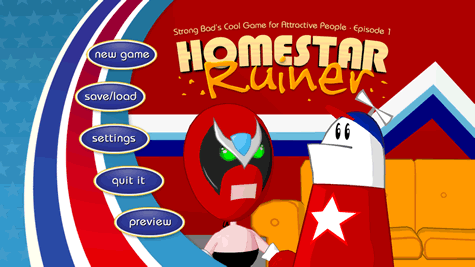 Strong Bad's Cool Game for Attractive People • Episode 1
HOMESTAR
Ruiner
new game
save/load
settings
quit it
preview